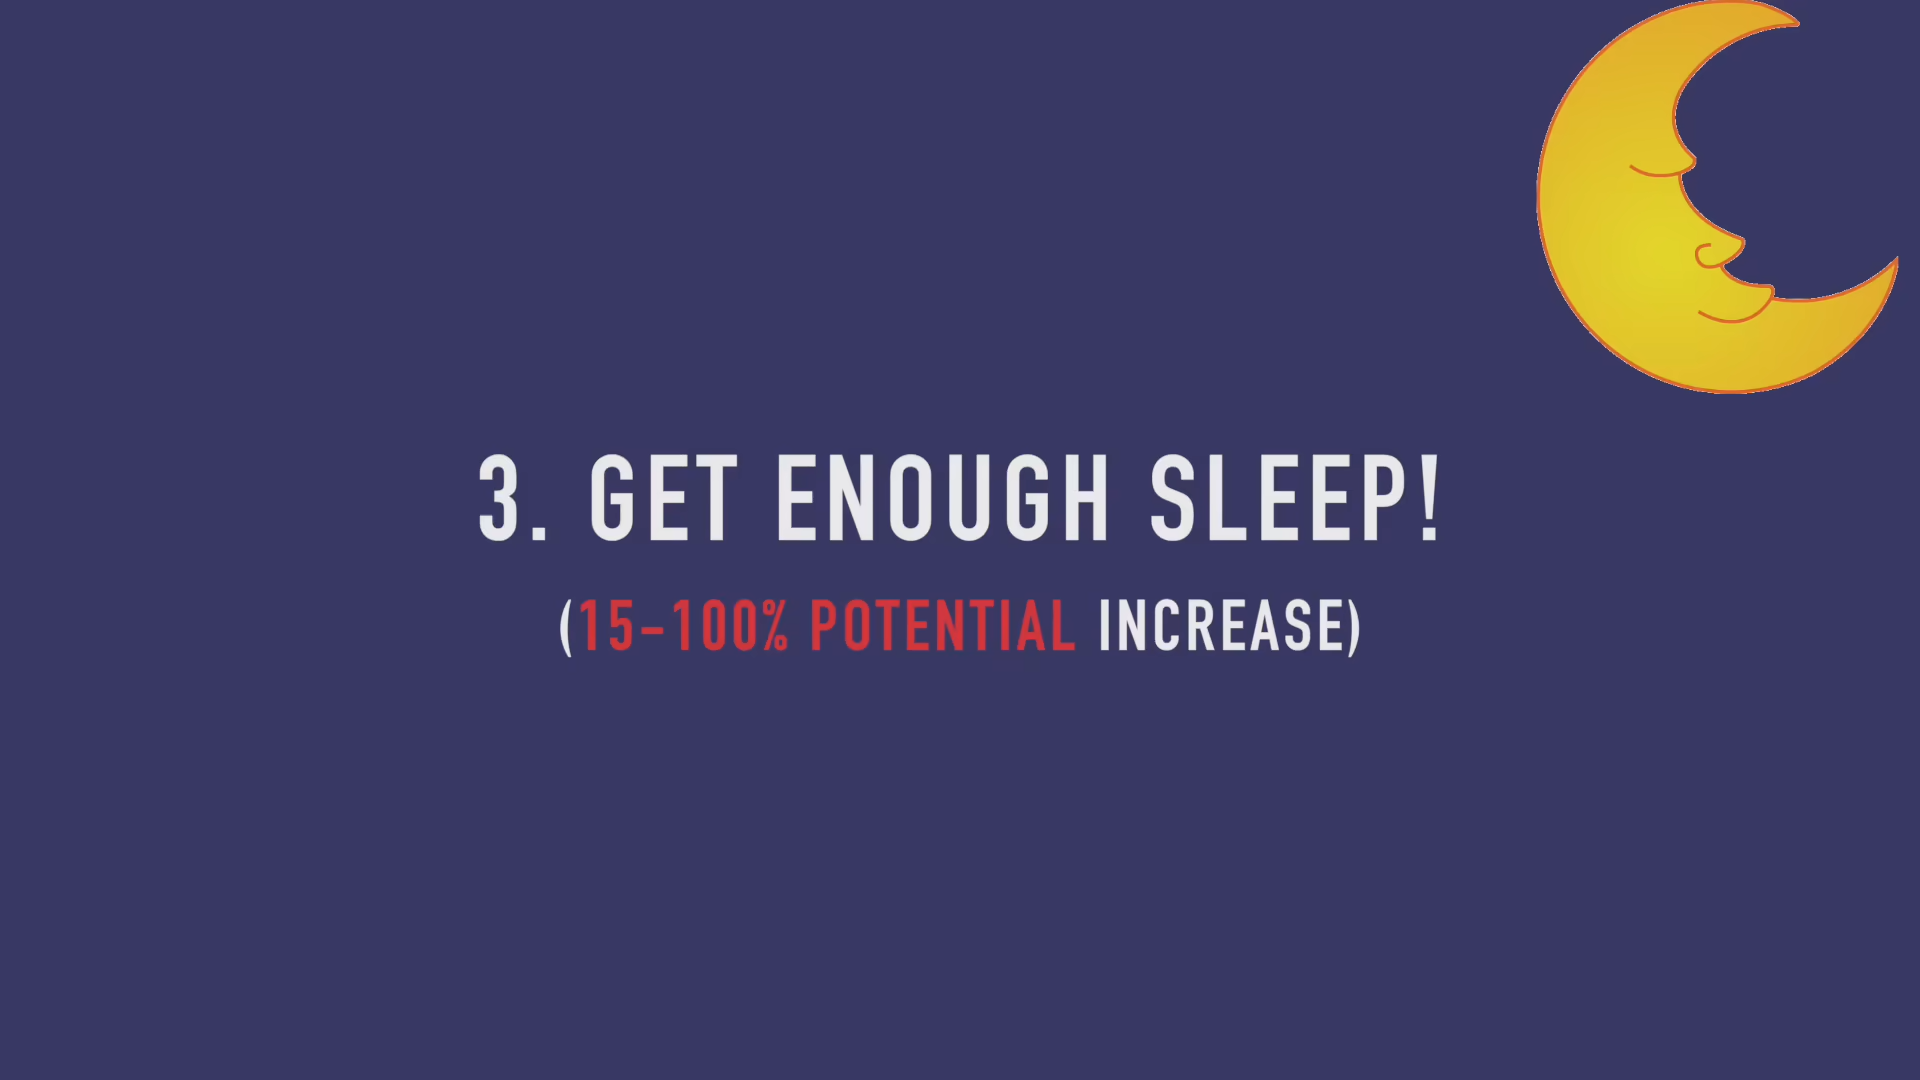 3. GET ENOUGH SLEEP!
(15-100% POTENTIAL INCREASE)